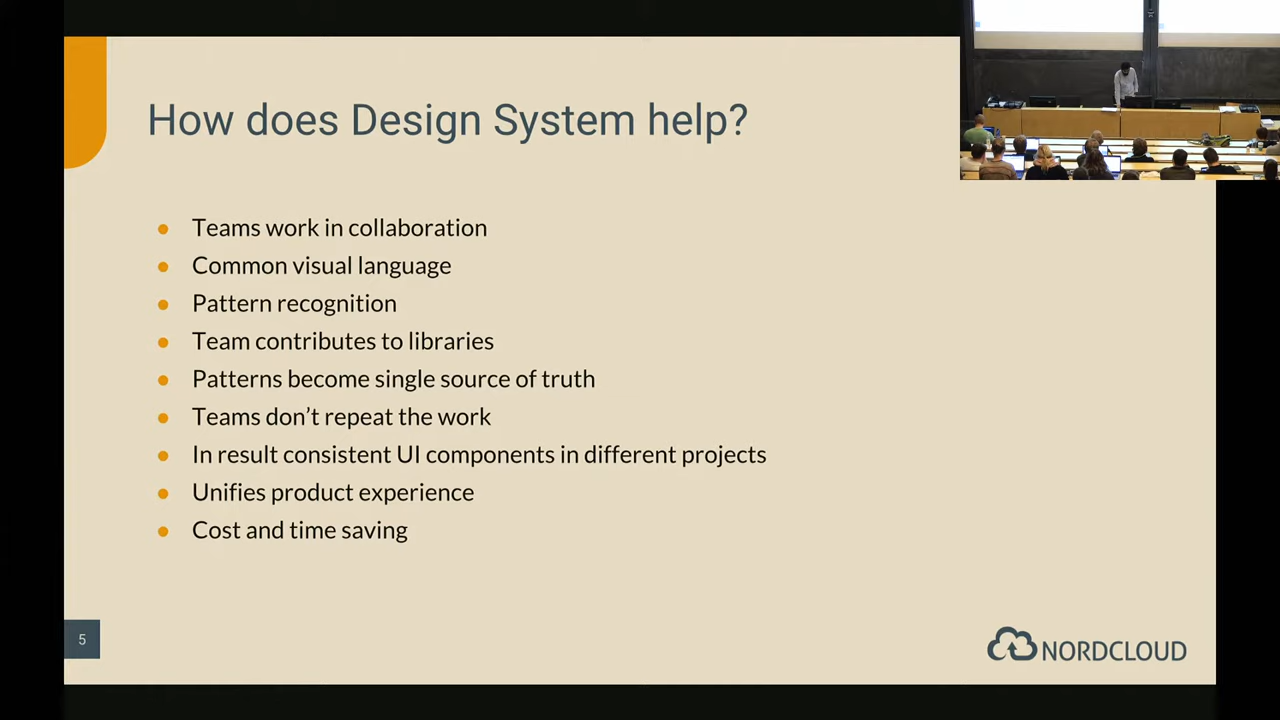 How does Design System help?
Teams work in collaboration
Common visual language
Pattern recognition
Team contributes to libraries
Patterns become single source of truth
Teams don’t repeat the work
In result consistent UI components in different projects
Unifies product experience
Cost and time saving
5
NORDCLOUD